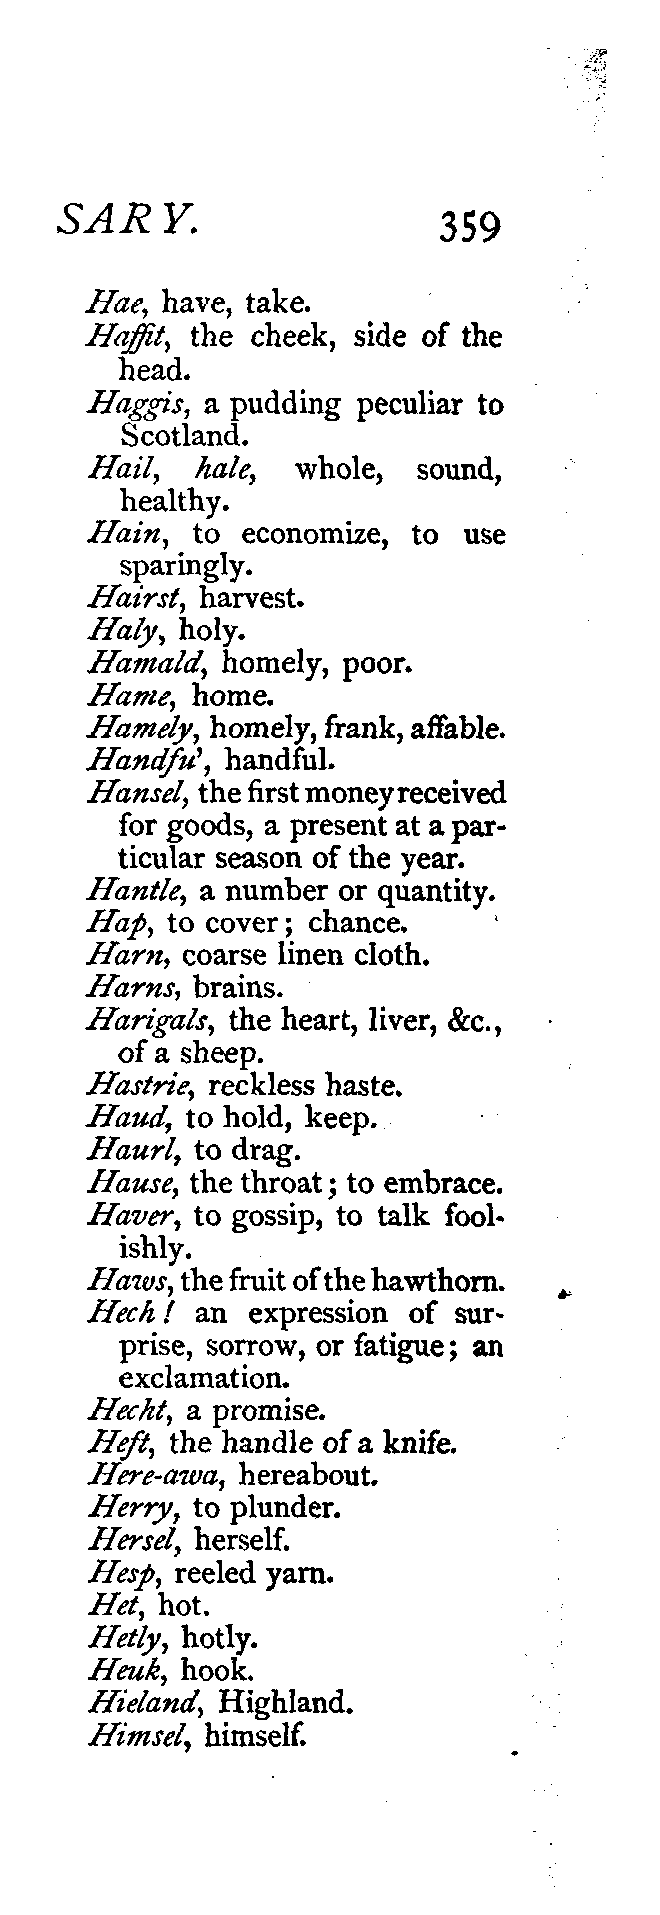 SARY. 359
Hae, have, take.
Haffit, the cheek, side of the
head.
Haggis, a pudding peculiar to
Scotland.
Hail, hale, whole, sound,
healthy.
Hain, to economize, to use
sparingly.
Hairst, harvest.
Haly, holy.
Hamald, homely, poor.
Hame, home.
Hamely, homely, frank, affable.
Handfu', handful.
Hansel, the first money received
for goods, a present at a par-
ticular season of the year.
Hantle, a number or quantity.
Hap, to cover; chance.
Harn, coarse linen cloth.
Harns, brains.
Harigals, the heart, liver, &c.,
of a sheep.
Hastrie, reckless haste.
Haud, to hold, keep.
Haurl, to drag.
Hause, the throat; to embrace.
Haver, to gossip, to talk fool-
ishly.
Haws, the fruit of the hawthorn.
Hech! an expression of sur-
prise, sorrow, or fatigue; an
exclamation.
Hecht, a promise.
Heft, the handle of a knife.
Here-awa, hereabout.
Herry, to plunder.
Hersel, herself.
Hesp, reeled yarn.
Het, hot.
Hetly, hotly.
Heuk, hook.
Hieland, Highland.
Himsel, himself.